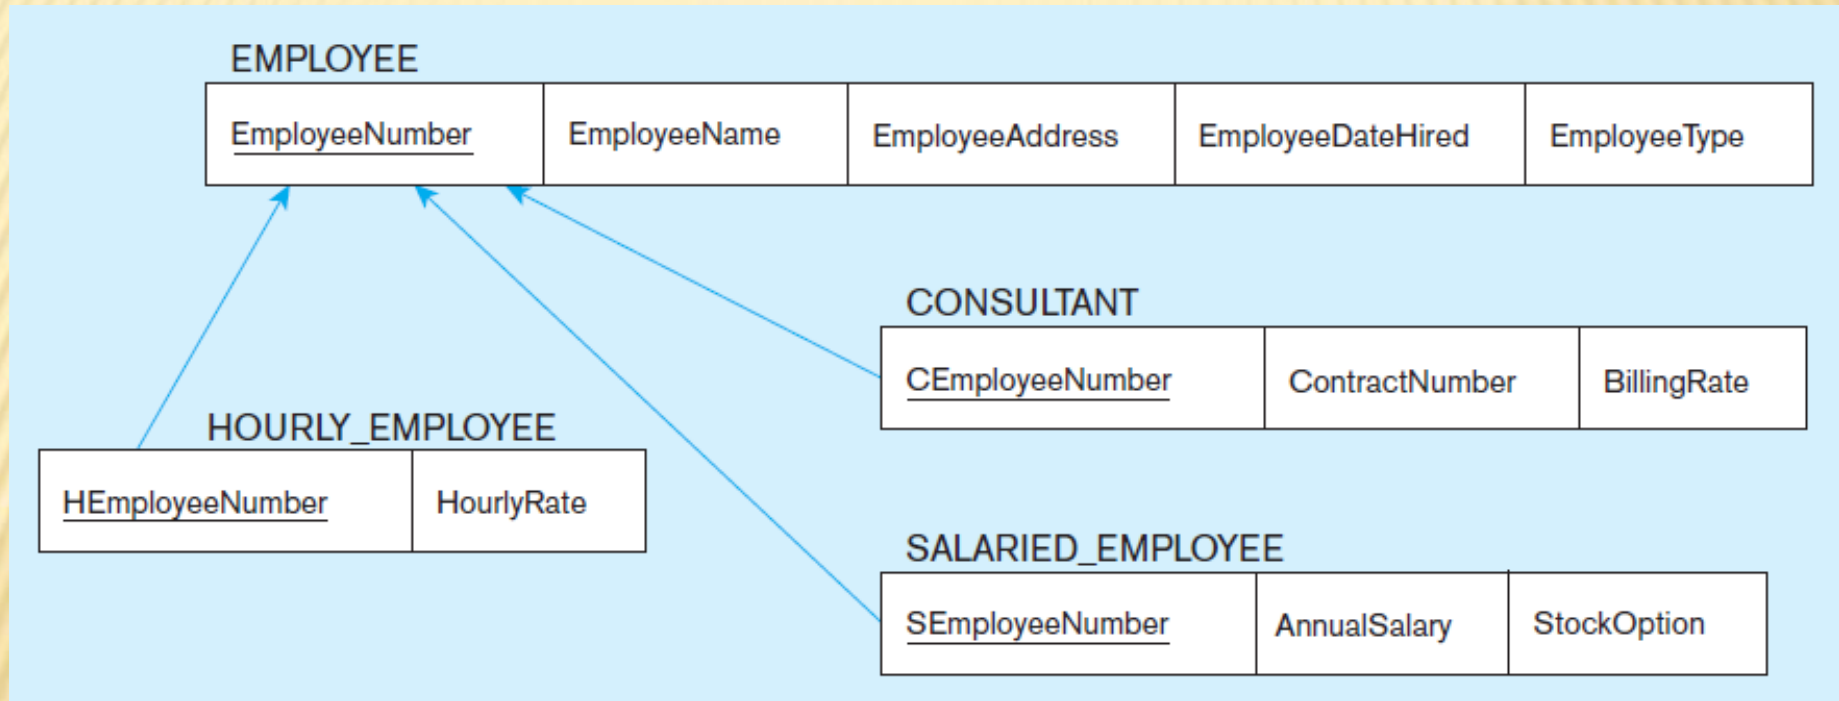 EMPLOYEE
EmployeeNumber EmployeeName EmployeeAddress EmployeeDateHired EmployeeType
CONSULTANT
CEmployeeNumber ContractNumber BillingRate
HOURLY_EMPLOYEE
HEmployeeNumber HourlyRate
SALARIED_EMPLOYEE
SEmployeeNumber AnnualSalary StockOption